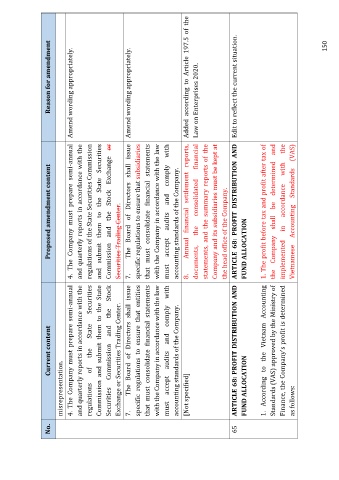 No.
Current content
Proposed amendment content
Reason for amendment
misrepresentation.
4. The Company must prepare semi-annual
and quarterly reports in accordance with the
regulations of the State Securities
Commission and submit them to the State
Securities Commission and the Stock
Exchange or Securities Trading Center.
4. The Company must prepare semi-annual
and quarterly reports in accordance with the
regulations of the State Securities Commission
and submit them to the State Securities
Commission and the Stock Exchange or
Securities Trading Center.
Amend wording appropriately.
7. The Board of Directors shall issue
specific regulations to ensure that entities
that must consolidate financial statements
with the Company in accordance with the law
must accept audits and comply with
accounting standards of the Company.
7. The Board of Directors shall issue
specific regulations to ensure that subsidiaries
that must consolidate financial statements
with the Company in accordance with the law
must accept audits and comply with
accounting standards of the Company.
Amend wording appropriately.
[Not specified]
8. Annual financial settlement reports,
documents, the consolidated financial
statements, and the summary reports of the
Company and its subsidiaries must be kept at
the head office of the Company.
Added according to Article 197.5 of the
Law on Enterprises 2020.
65
ARTICLE 68: PROFIT DISTRIBUTION AND
FUND ALLOCATION
1. According to the Vietnam Accounting
Standards (VAS) approved by the Ministry of
Finance, the Company's profit is determined
as follows:
ARTICLE 68: PROFIT DISTRIBUTION AND
FUND ALLOCATION
1. The profit before tax and profit after tax of
the Company shall be determined and
implemented in accordance with the
Vietnamese Accounting Standards (VAS)
Edit to reflect the current situation.
150